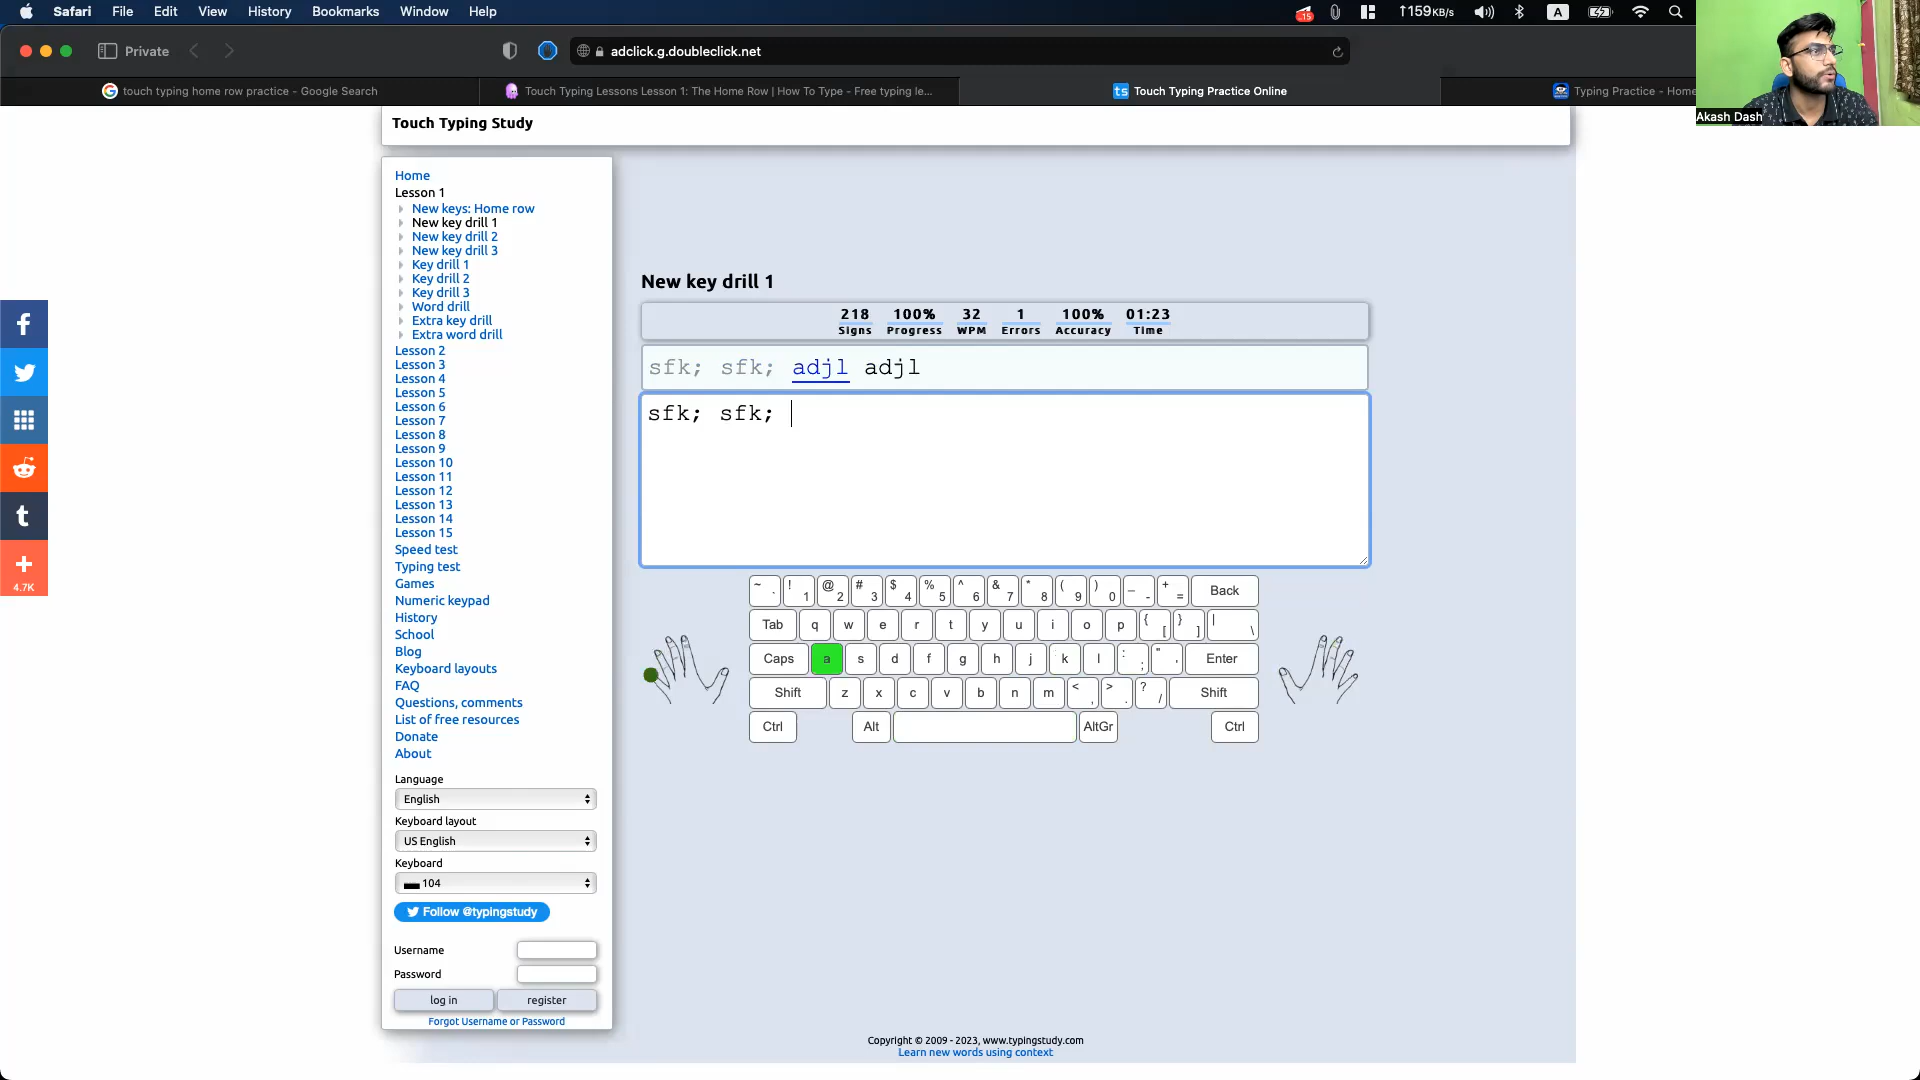 Safari File Edit View History Bookmarks Window Help
15 ↑159KB/s A
Akash Dash
Private adclick.g.doubleclick.net
touch typing home row practice - Google Search
Touch Typing Lessons Lesson 1: The Home Row | How To Type - Free typing le...
ts Touch Typing Practice Online
Typing Practice - Home
Touch Typing Study
Home
Lesson 1
New keys: Home row
New key drill 1
New key drill 2
New key drill 3
Key drill 1
Key drill 2
Key drill 3
Word drill
Extra key drill
Extra word drill
Lesson 2
Lesson 3
Lesson 4
Lesson 5
Lesson 6
Lesson 7
Lesson 8
Lesson 9
Lesson 10
Lesson 11
Lesson 12
Lesson 13
Lesson 14
Lesson 15
Speed test
Typing test
Games
Numeric keypad
History
School
Blog
Keyboard layouts
FAQ
Questions, comments
List of free resources
Donate
About
Language
English
Keyboard layout
US English
Keyboard
104
Follow @typingstudy
Username
Password
log in register
Forgot Username or Password
4.7K
New key drill 1
218 100% 32 1 100% 01:23
Signs Progress WPM Errors Accuracy Time
sfk; sfk; adjl adjl
sfk; sfk;
~ ` ! 1 @ 2 # 3 $ 4 % 5 ^ 6 & 7 * 8 ( 9 ) 0 _ - + = Back
Tab q w e r t y u i o p { [ } ] | \
Caps a s d f g h j k l : ; " ' Enter
Shift z x c v b n m < , > . ? / Shift
Ctrl Alt AltGr Ctrl
Copyright © 2009 - 2023, www.typingstudy.com
Learn new words using context